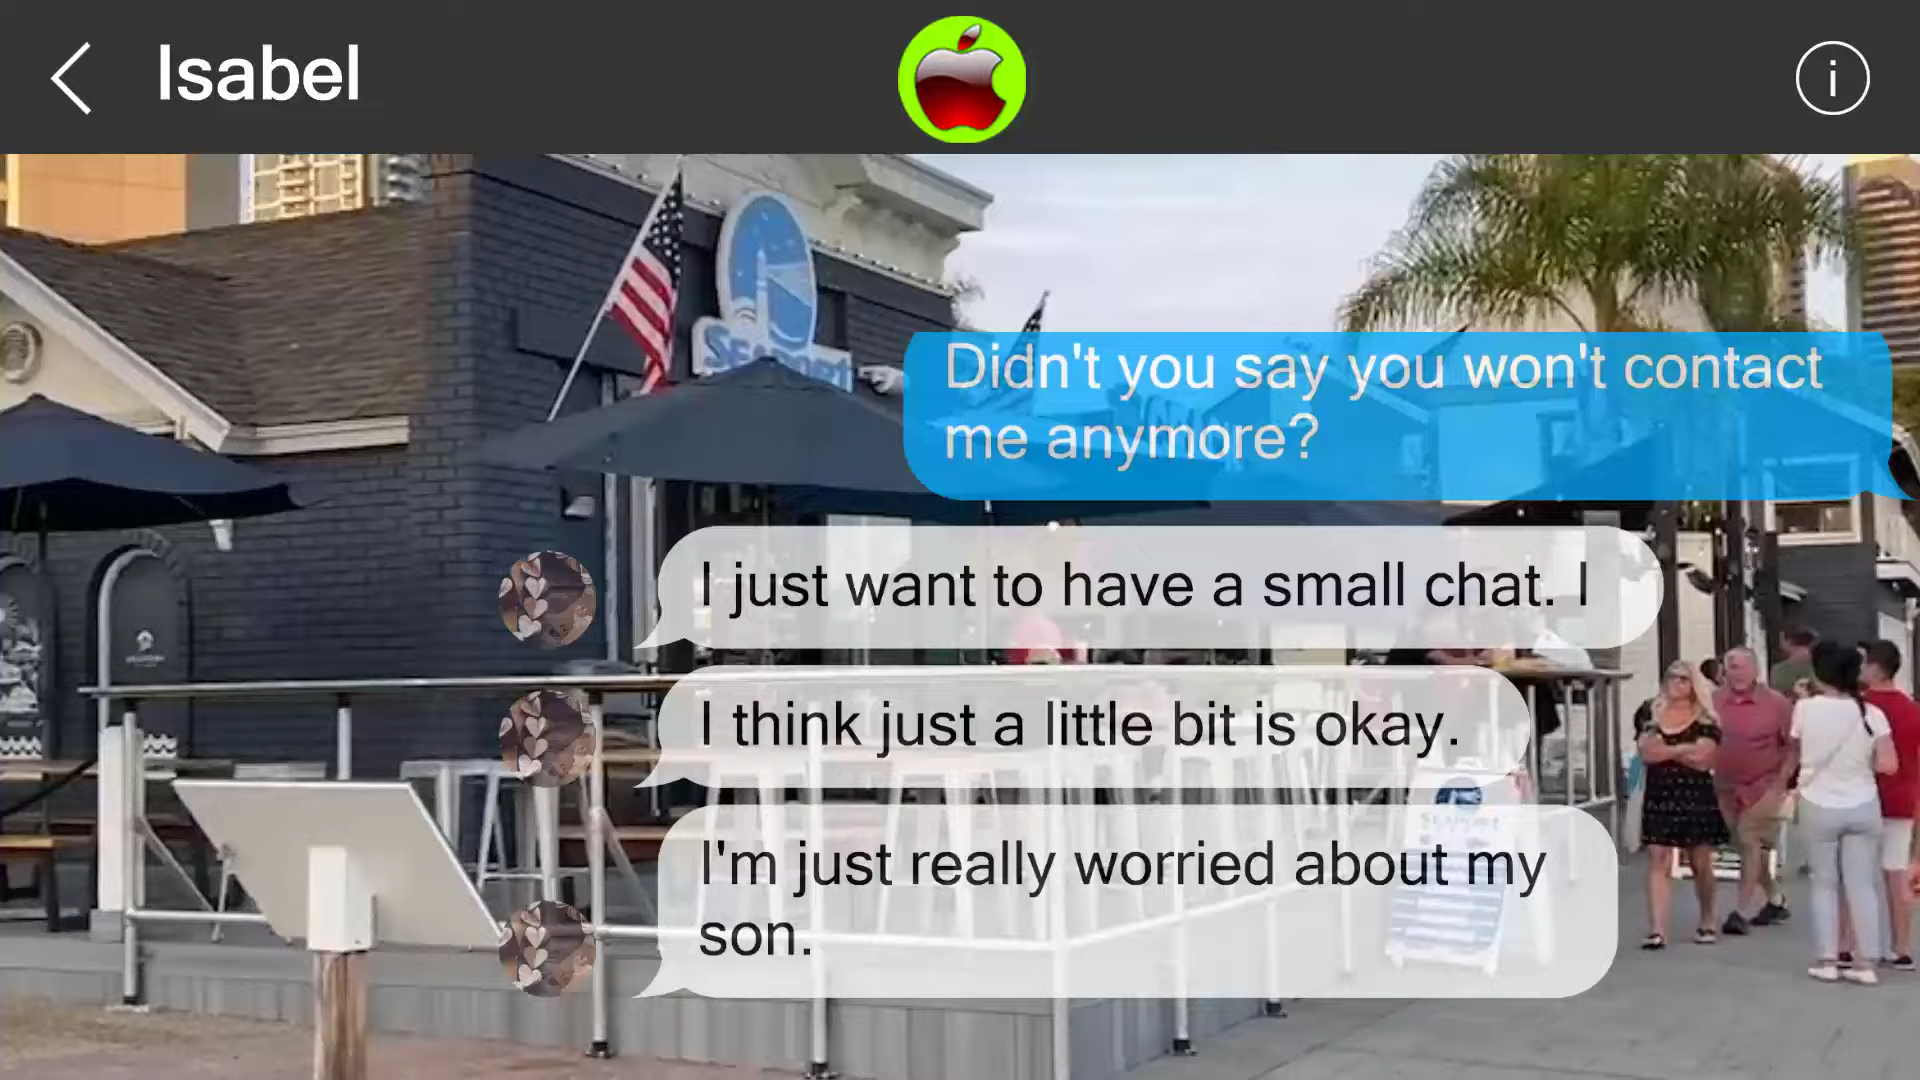 Isabel
Didn't you say you won't contact
me anymore?
I just want to have a small chat. I
I think just a little bit is okay.
I'm just really worried about my
son.